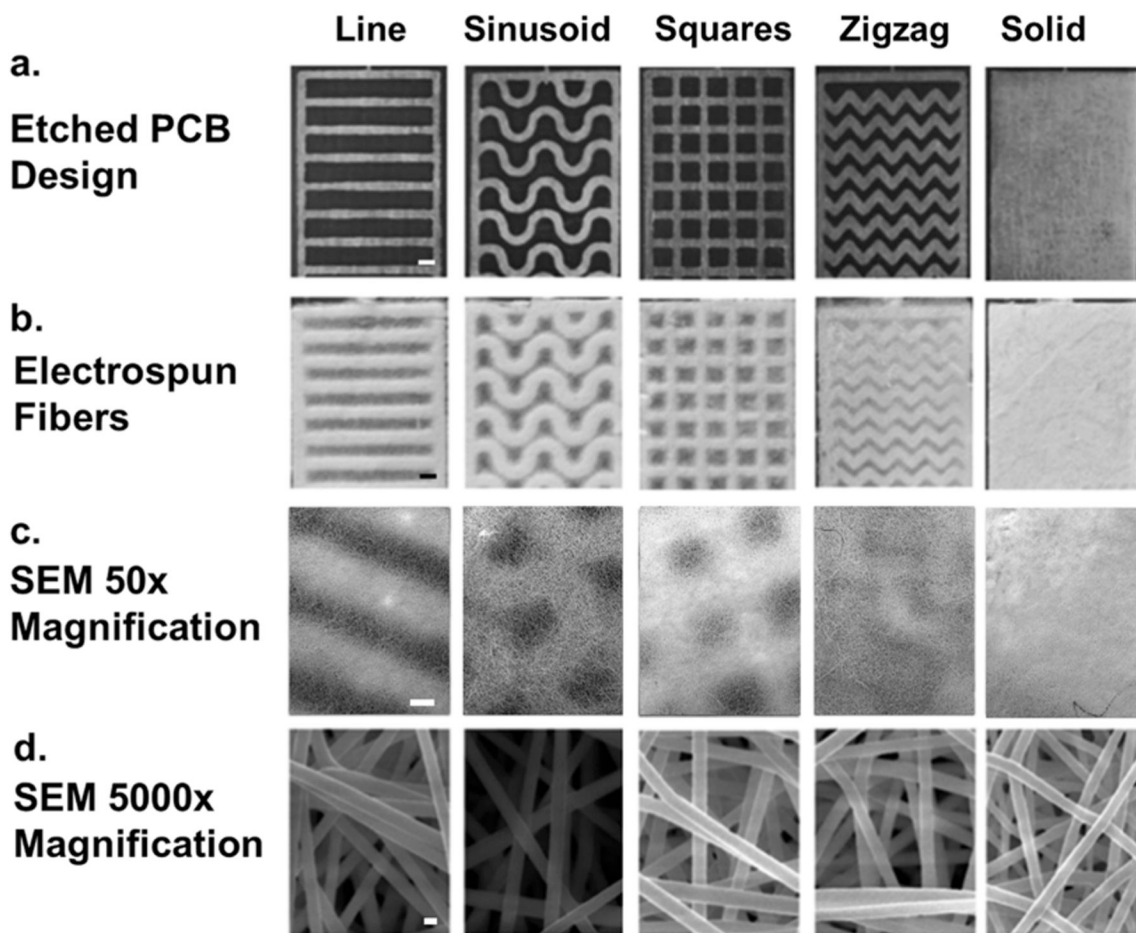 Line Sinusoid Squares Zigzag Solid
a.
Etched PCB
Design
b.
Electrospun
Fibers
c.
SEM 50x
Magnification
d.
SEM 5000x
Magnification